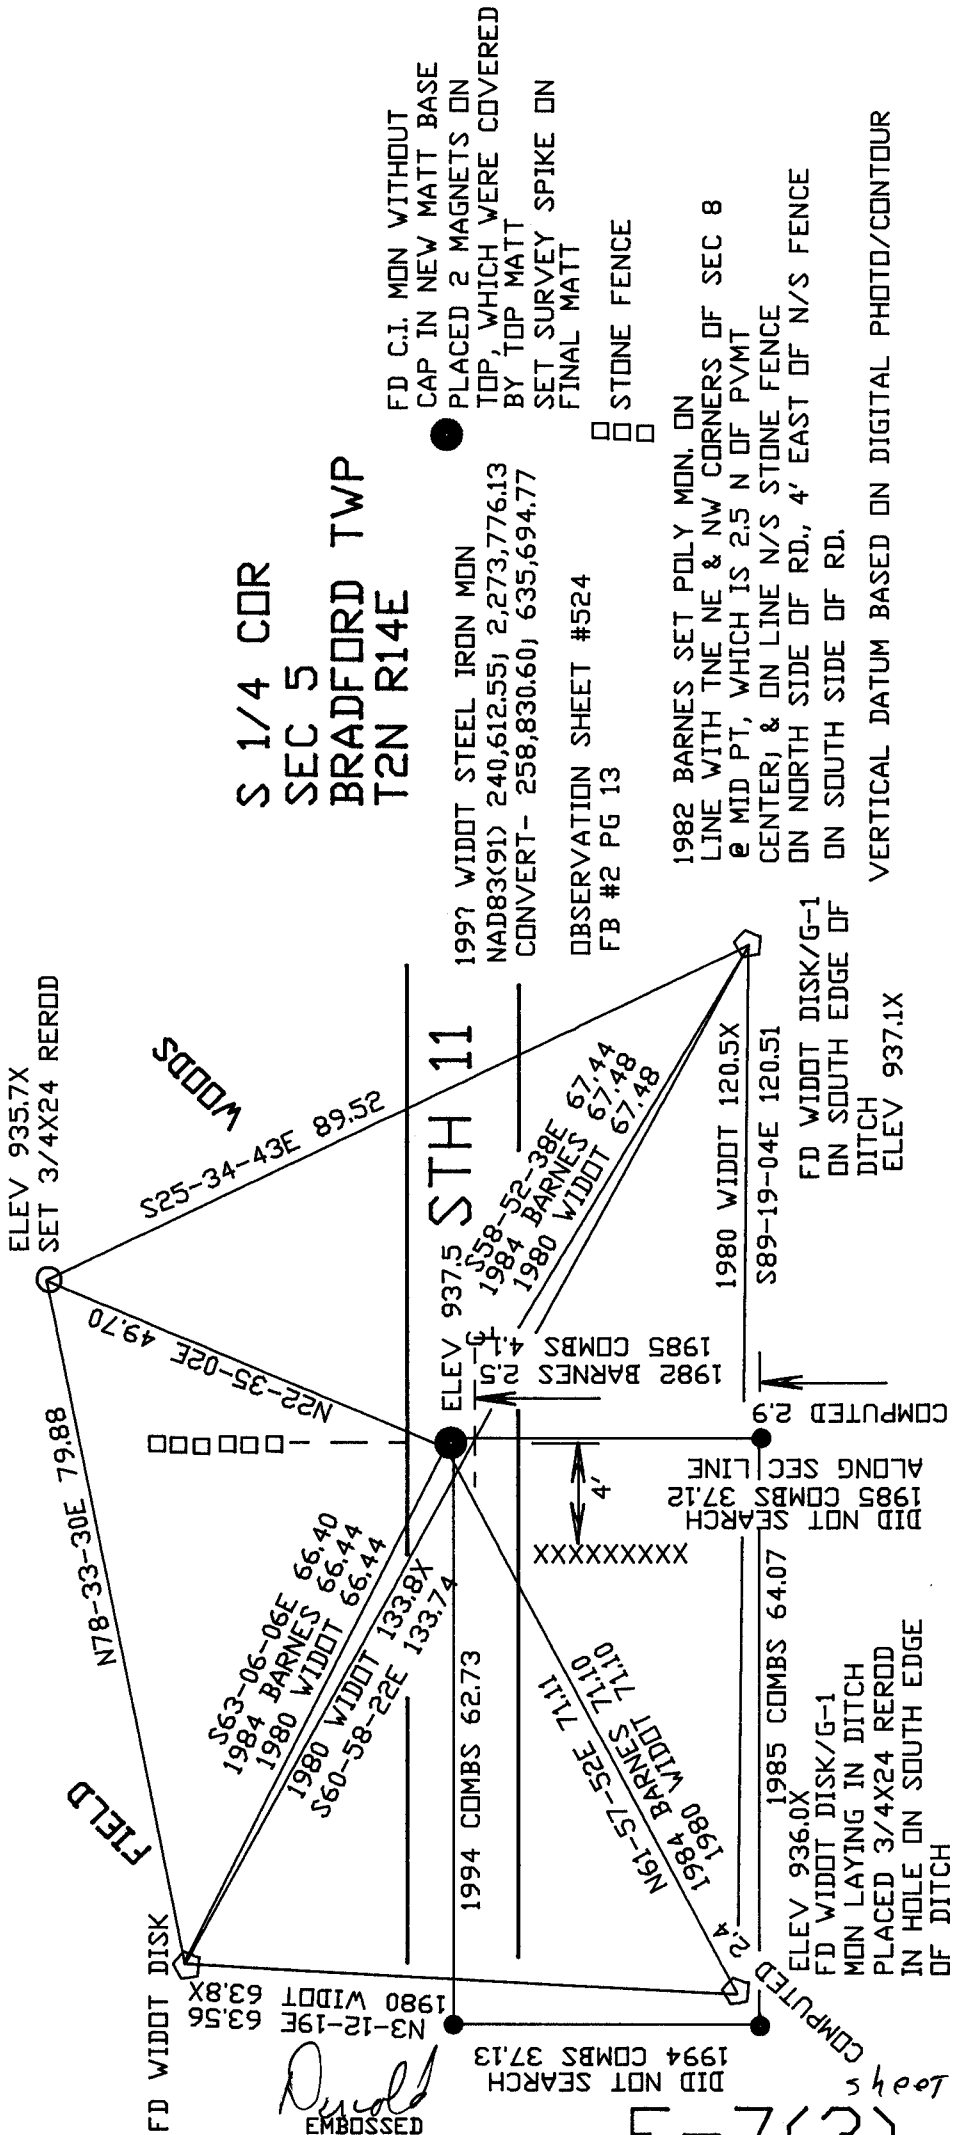 S 1/4 COR
SEC 5
BRADFORD TWP
T2N R14E
FD C.I. MON WITHOUT
CAP IN NEW MATT BASE
PLACED 2 MAGNETS ON
TOP, WHICH WERE COVERED
BY TOP MATT
SET SURVEY SPIKE ON
FINAL MATT
STONE FENCE
199? WIDOT STEEL IRON MON
NAD83(91) 240,612.55; 2,273,776.13
CONVERT- 258,830.60; 635,694.77
OBSERVATION SHEET #524
FB #2 PG 13
1982 BARNES SET POLY MON. ON
LINE WITH TNE NE & NW CORNERS OF SEC 8
@ MID PT, WHICH IS 2.5 N OF PVMT
CENTER; & ON LINE N/S STONE FENCE
ON NORTH SIDE OF RD., 4' EAST OF N/S FENCE
ON SOUTH SIDE OF RD.
VERTICAL DATUM BASED ON DIGITAL PHOTO/CONTOUR
ELEV 935.7X
SET 3/4X24 REROD
WOODS
S25-34-43E 89.52
N22-35-02E 49.70
N78-33-30E 79.88
FIELD
FD WIDOT DISK
S63-06-06E 66.40
1984 BARNES 66.44
1980 WIDOT 66.44
1980 WIDOT 133.8X
S60-58-22E 133.74
ELEV 937.5
STH 11
S58-52-38E 67.44
1984 BARNES 67.48
1980 WIDOT 67.48
1982 BARNES 2.5
1985 COMBS 4.1
1980 WIDOT 120.5X
S89-19-04E 120.51
FD WIDOT DISK/G-1
ON SOUTH EDGE OF
DITCH
ELEV 937.1X
COMPUTED 2.9
4'
XXXXXXXXX
DID NOT SEARCH
1985 COMBS 37.12
ALONG SEC LINE
1994 COMBS 62.73
N61-57-52E 71.11
1984 BARNES 71.10
1980 WIDOT 71.10
N3-12-19E 63.56
1980 WIDOT 63.8X
DID NOT SEARCH
1994 COMBS 37.13
COMPUTED 2.4
1985 COMBS 64.07
ELEV 936.0X
FD WIDOT DISK/G-1
MON LAYING IN DITCH
PLACED 3/4X24 REROD
IN HOLE ON SOUTH EDGE
OF DITCH
EMBOSSED